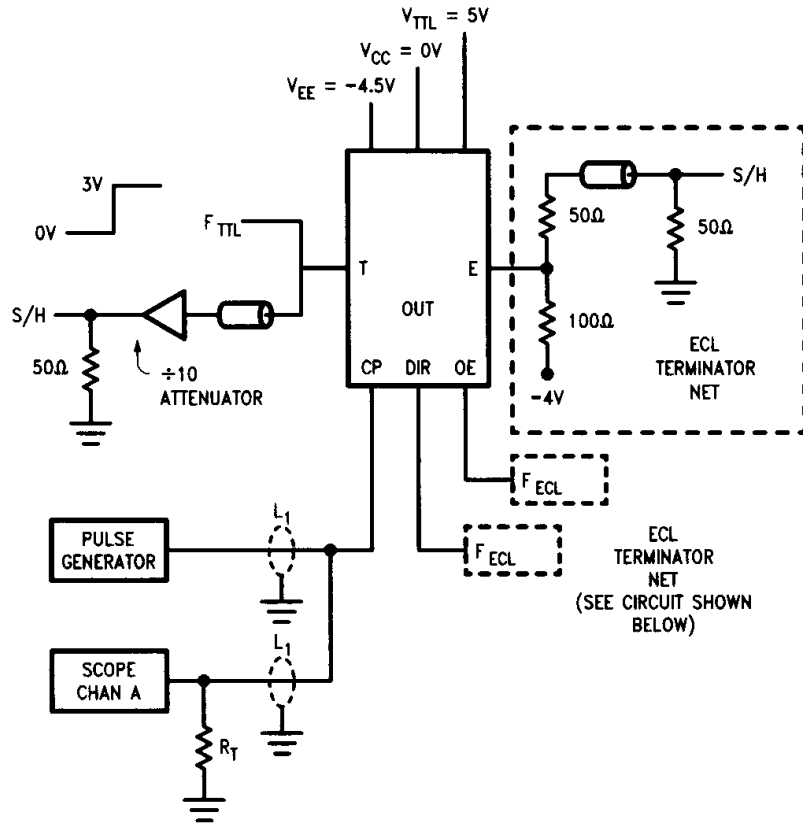 V_TTL = 5V
V_CC = 0V
V_EE = -4.5V
3V
0V
F_TTL
S/H
50Ω
÷10
ATTENUATOR
T
E
OUT
CP DIR OE
50Ω
S/H
50Ω
100Ω
-4V
ECL
TERMINATOR
NET
F_ECL
F_ECL
ECL
TERMINATOR
NET
(SEE CIRCUIT SHOWN
BELOW)
PULSE
GENERATOR
L_1
SCOPE
CHAN A
L_1
R_T